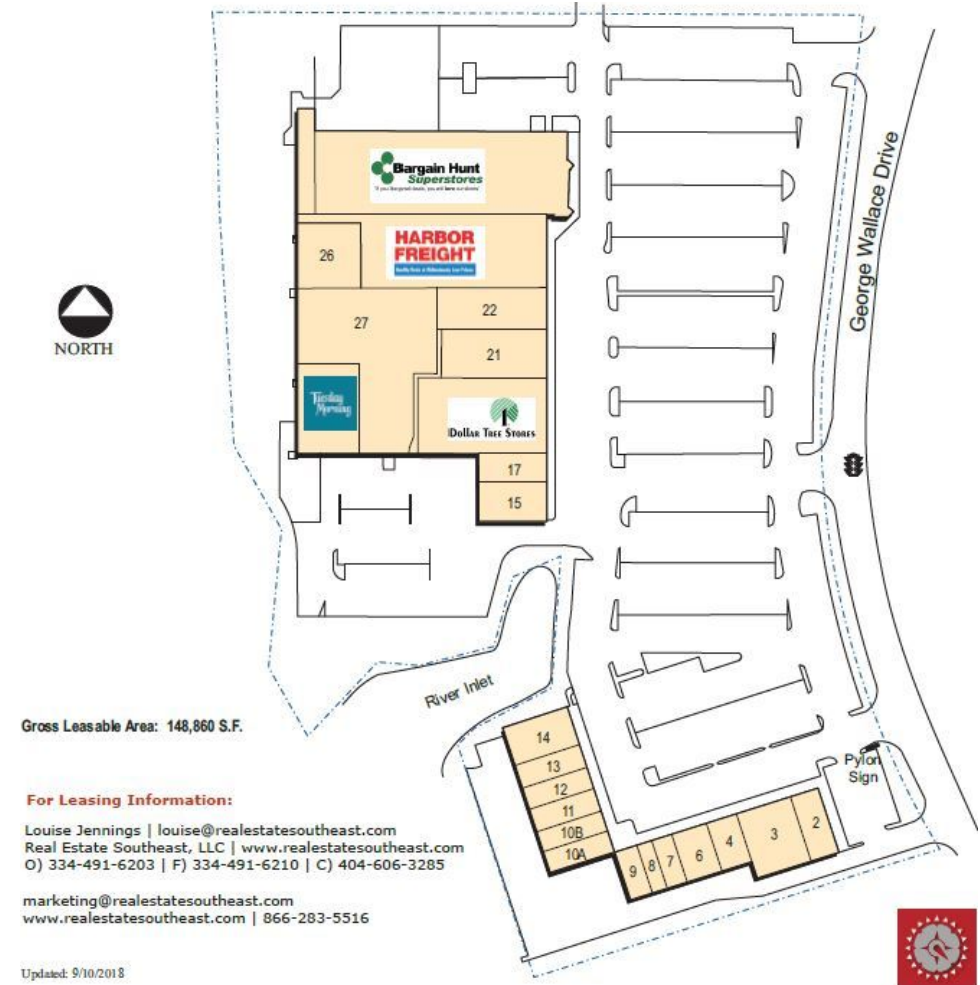 Bargain Hunt
Superstores
HARBOR
FREIGHT
26
22
27
21
Tuesday
Morning
DOLLAR TREE STORES
17
15
NORTH
George Wallace Drive
River Inlet
Pylon
Sign
14
13
12
11
10B
10A
9
8
7
6
4
3
2
Gross Leasable Area: 148,860 S.F.
For Leasing Information:
Louise Jennings | louise@realestatesoutheast.com
Real Estate Southeast, LLC | www.realestatesoutheast.com
O) 334-491-6203 | F) 334-491-6210 | C) 404-606-3285
marketing@realestatesoutheast.com
www.realestatesoutheast.com | 866-283-5516
Updated: 9/10/2018